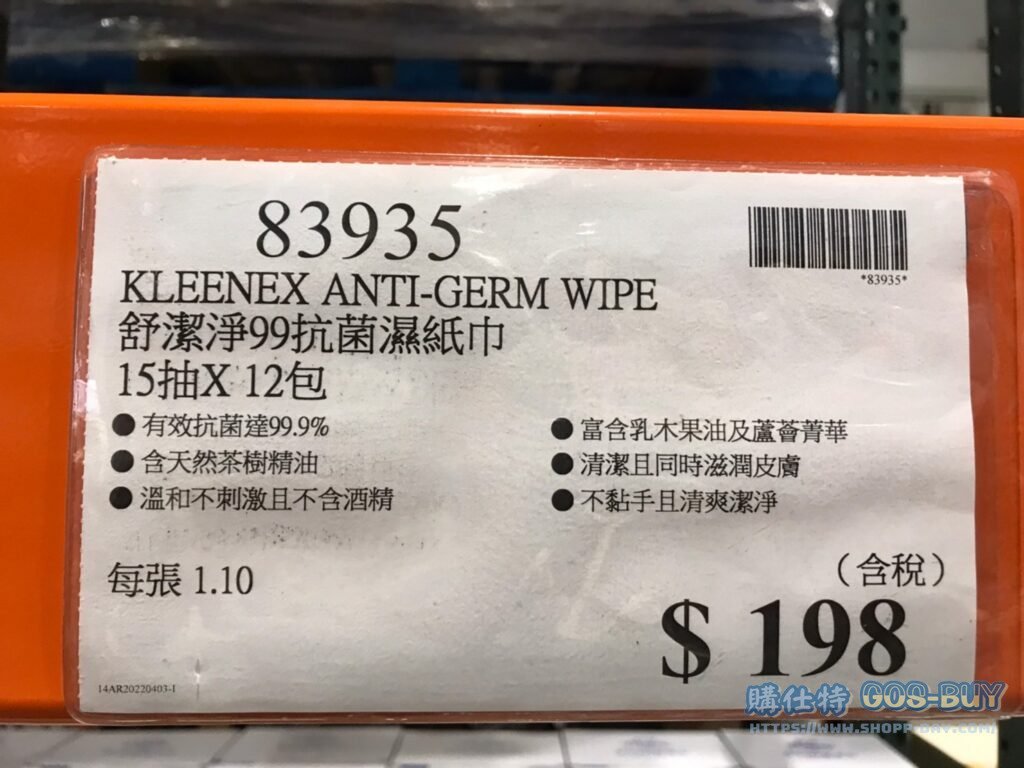 83935
*83935*
KLEENEX ANTI-GERM WIPE
舒潔淨99抗菌濕紙巾
15抽X 12包
● 有效抗菌達99.9%
● 含天然茶樹精油
● 溫和不刺激且不含酒精
● 富含乳木果油及蘆薈菁華
● 清潔且同時滋潤皮膚
● 不黏手且清爽潔淨
每張 1.10
(含稅)
$ 198
14AR20220403-1
購仕特 GOS-BUY